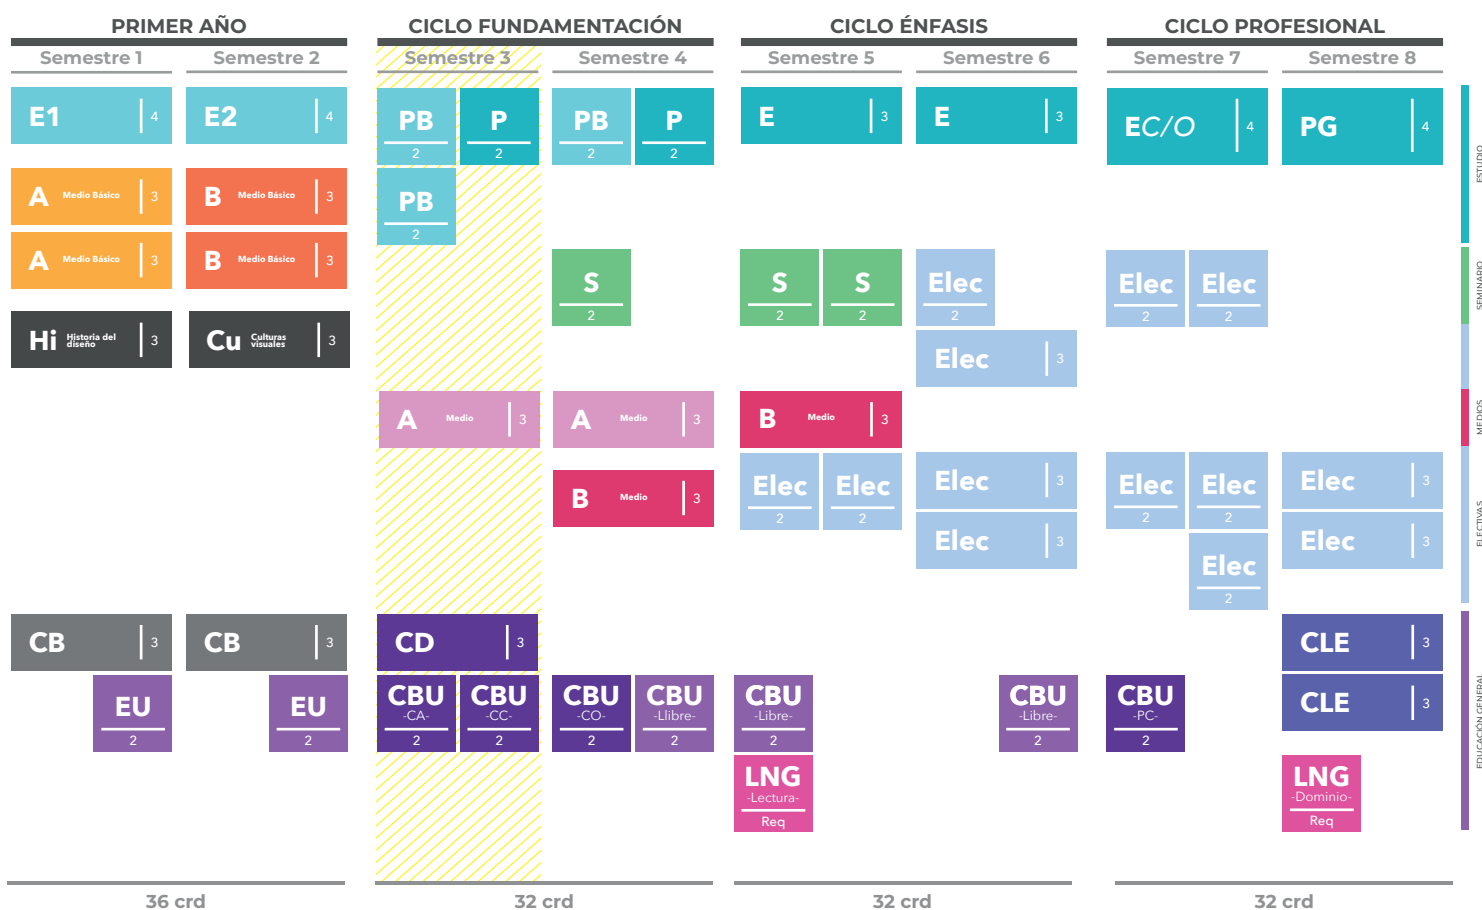 PRIMER AÑO
CICLO FUNDAMENTACIÓN
CICLO ÉNFASIS
CICLO PROFESIONAL
Semestre 1
Semestre 2
Semestre 3
Semestre 4
Semestre 5
Semestre 6
Semestre 7
Semestre 8
E1 4
E2 4
PB 2
P 2
PB 2
P 2
E 3
E 3
EC/O 4
PG 4
ESTUDIO
A Medio Básico 3
B Medio Básico 3
PB 2
A Medio Básico 3
B Medio Básico 3
S 2
S 2
S 2
Elec 2
Elec 2
Elec 2
SEMINARIO
Hi Historia del diseño 3
Cu Culturas visuales 3
Elec 3
A Medio 3
A Medio 3
B Medio 3
MEDIOS
B Medio 3
Elec 2
Elec 2
Elec 3
Elec 2
Elec 2
Elec 3
Elec 3
Elec 2
Elec 3
ELECTIVAS
CB 3
CB 3
CD 3
CLE 3
EU 2
EU 2
CBU -CA- 2
CBU -CC- 2
CBU -CO- 2
CBU -Llibre- 2
CBU -Libre- 2
CBU -Libre- 2
CBU -PC- 2
CLE 3
EDUCACIÓN GENERAL
LNG -Lectura- Req
LNG -Dominio- Req
36 crd
32 crd
32 crd
32 crd